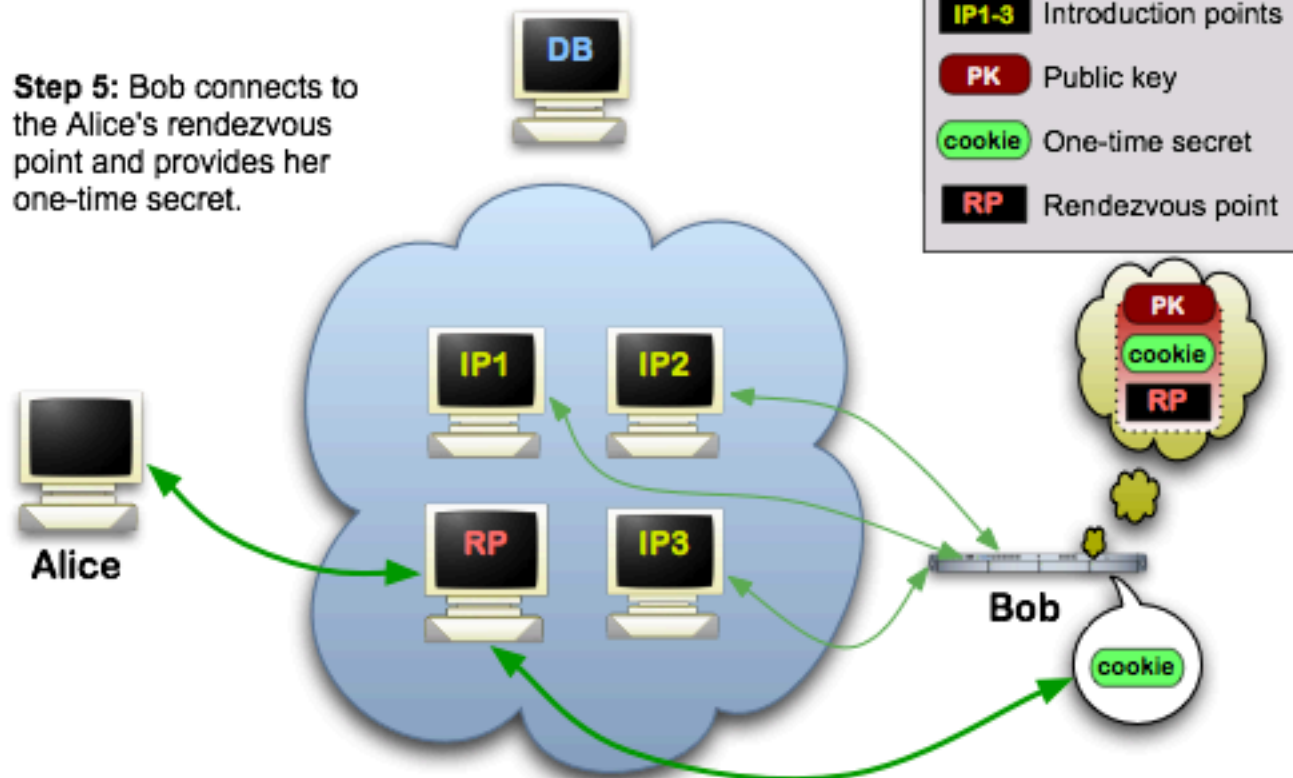 DB
IP1-3 Introduction points
Step 5: Bob connects to
the Alice's rendezvous
point and provides her
one-time secret.
PK Public key
cookie One-time secret
RP Rendezvous point
PK
cookie
RP
IP1 IP2
RP IP3
Alice
Bob
cookie